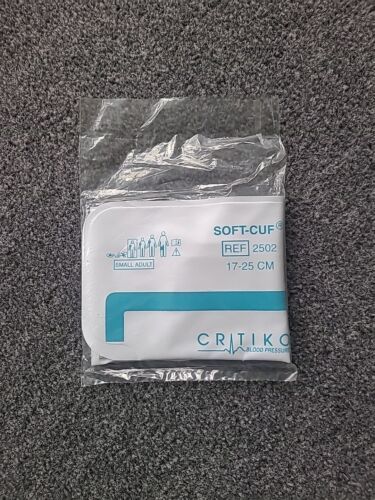 SOFT-CUF®
REF 2502
SMALL ADULT
17-25 CM
CRITIKO
BLOOD PRESSURE